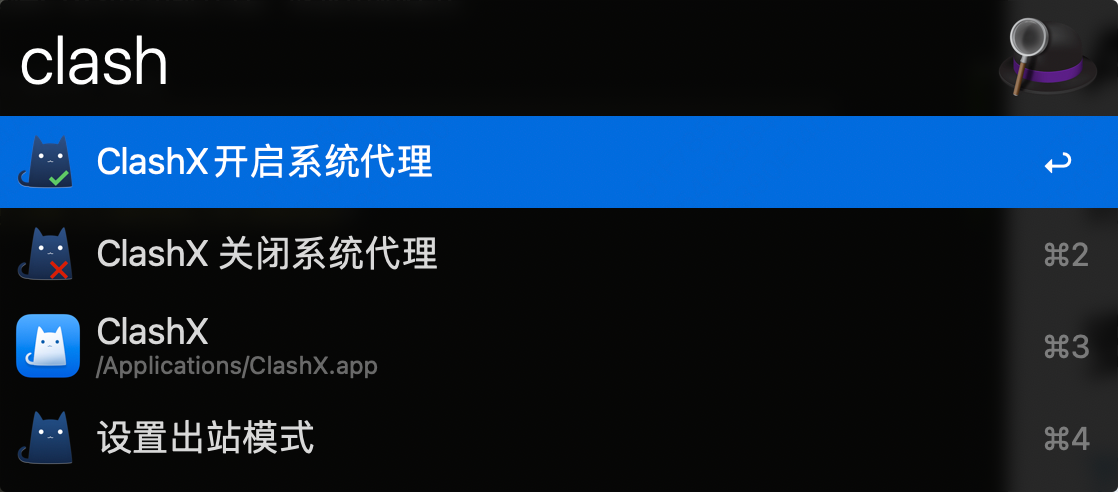 clash
ClashX开启系统代理
↩
ClashX 关闭系统代理
⌘2
ClashX
/Applications/ClashX.app
⌘3
设置出站模式
⌘4